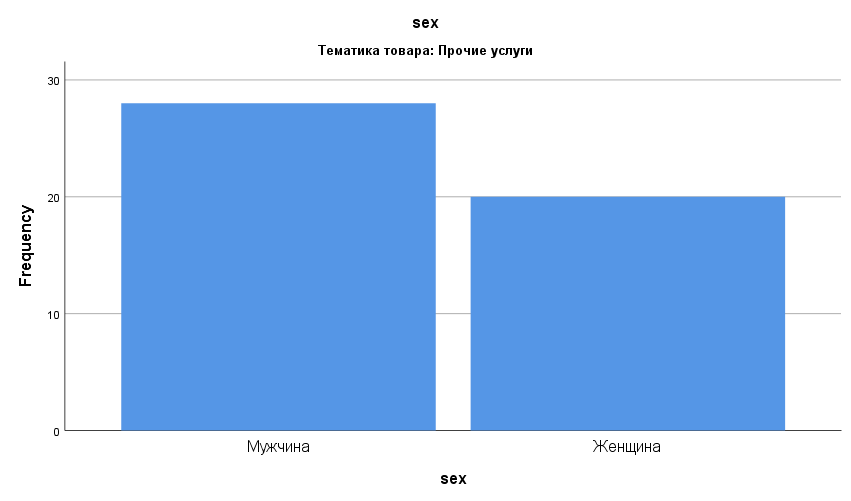 sex
Тематика товара: Прочие услуги
30
20
10
0
Frequency
Мужчина Женщина
sex